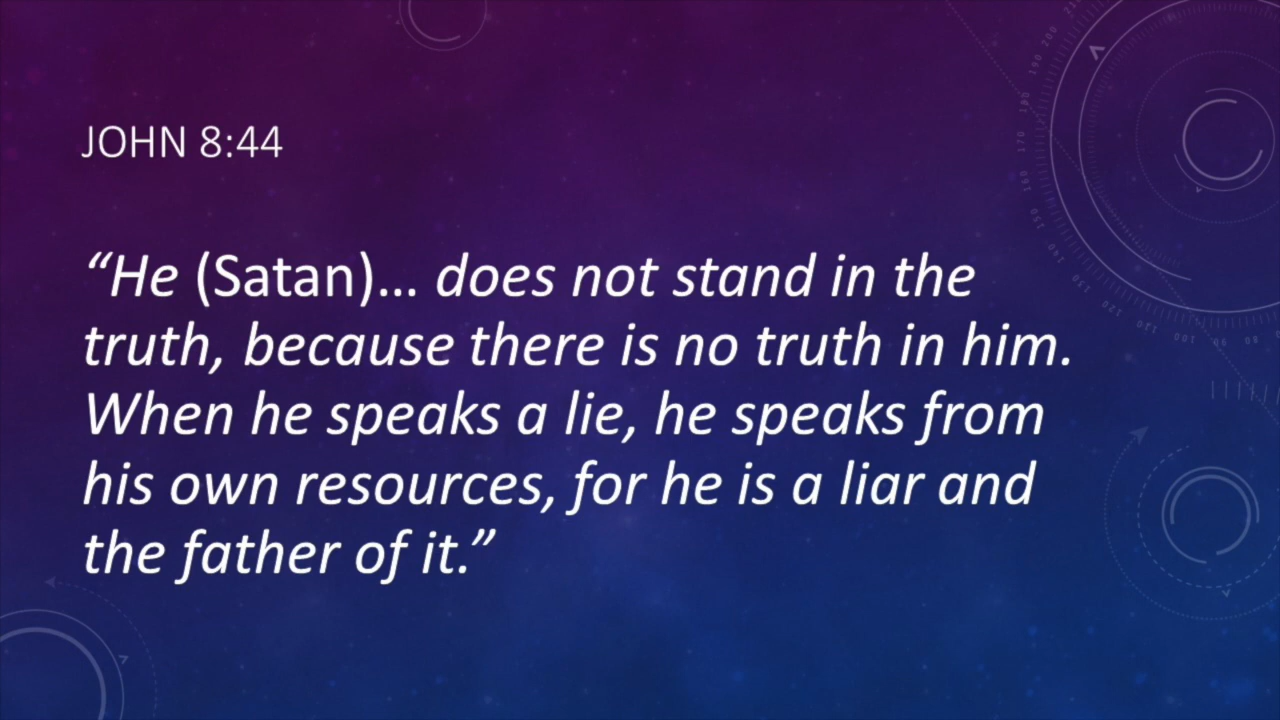 JOHN 8:44
“He (Satan)… does not stand in the
truth, because there is no truth in him.
When he speaks a lie, he speaks from
his own resources, for he is a liar and
the father of it.”